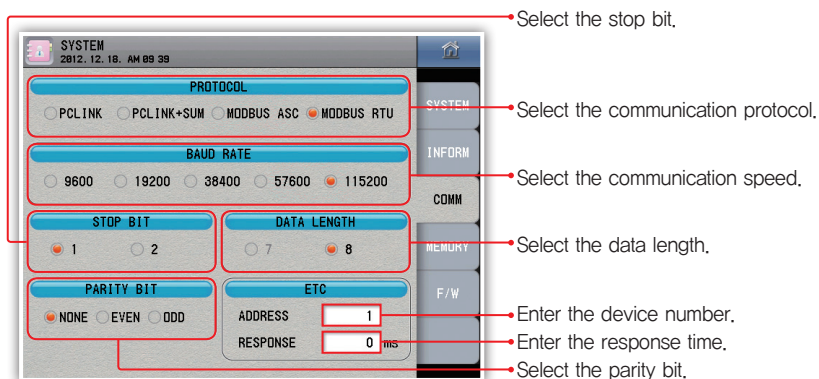 Select the stop bit.
SYSTEM
2012. 12. 18. AM 09 39
PROTOCOL
PCLINK PCLINK+SUM MODBUS ASC MODBUS RTU
SYSTEM
Select the communication protocol.
BAUD RATE
INFORM
9600 19200 38400 57600 115200
Select the communication speed.
COMM
STOP BIT DATA LENGTH
1 2 7 8
MEMORY
Select the data length.
PARITY BIT ETC
F/W
NONE EVEN ODD
ADDRESS 1
Enter the device number.
RESPONSE 0 ms
Enter the response time.
Select the parity bit.